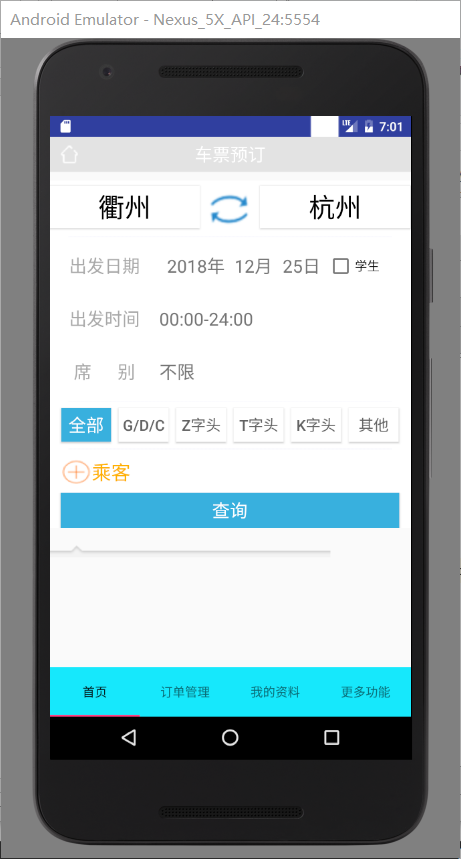 Android Emulator - Nexus_5X_API_24:5554
LTE 7:01
车票预订
衢州 杭州
出发日期 2018年 12月 25日 学生
出发时间 00:00-24:00
席 别 不限
全部 G/D/C Z字头 T字头 K字头 其他
乘客
查询
首页 订单管理 我的资料 更多功能